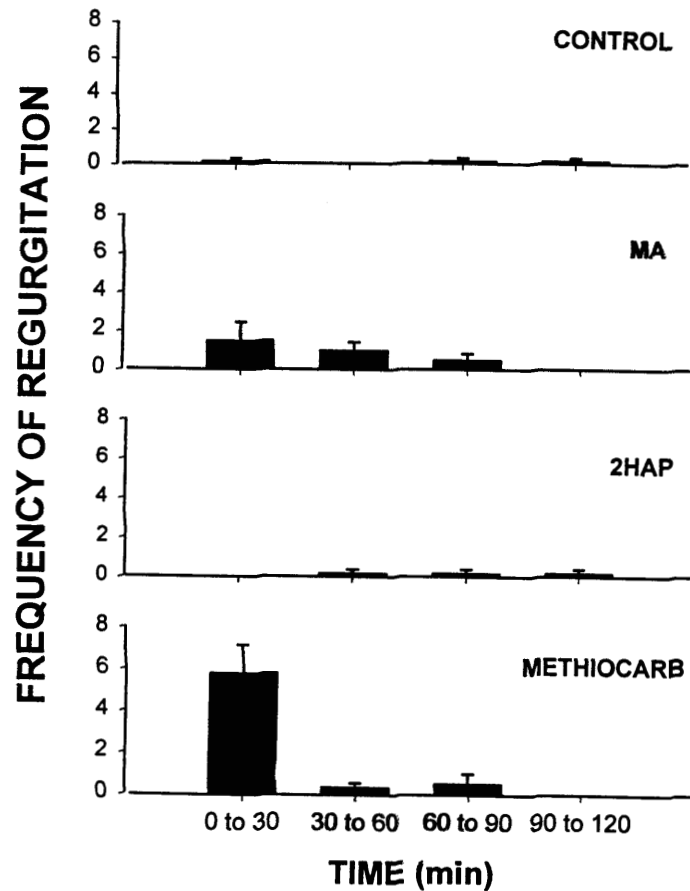 FREQUENCY OF REGURGITATION
8
CONTROL
6
4
2
0
8
MA
6
4
2
0
8
2HAP
6
4
2
0
8
METHIOCARB
6
4
2
0
0 to 30 30 to 60 60 to 90 90 to 120
TIME (min)